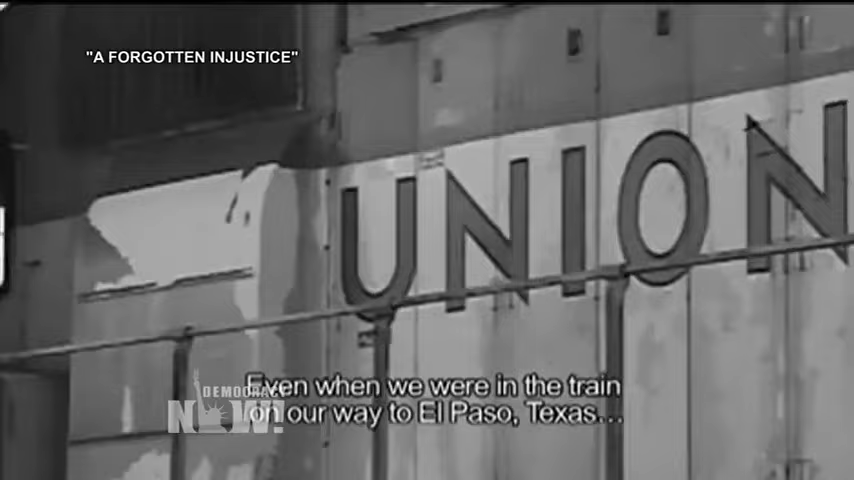 "A FORGOTTEN INJUSTICE"
UNION
Even when we were in the train
on our way to El Paso, Texas...
DEMOCRACY
NOW!